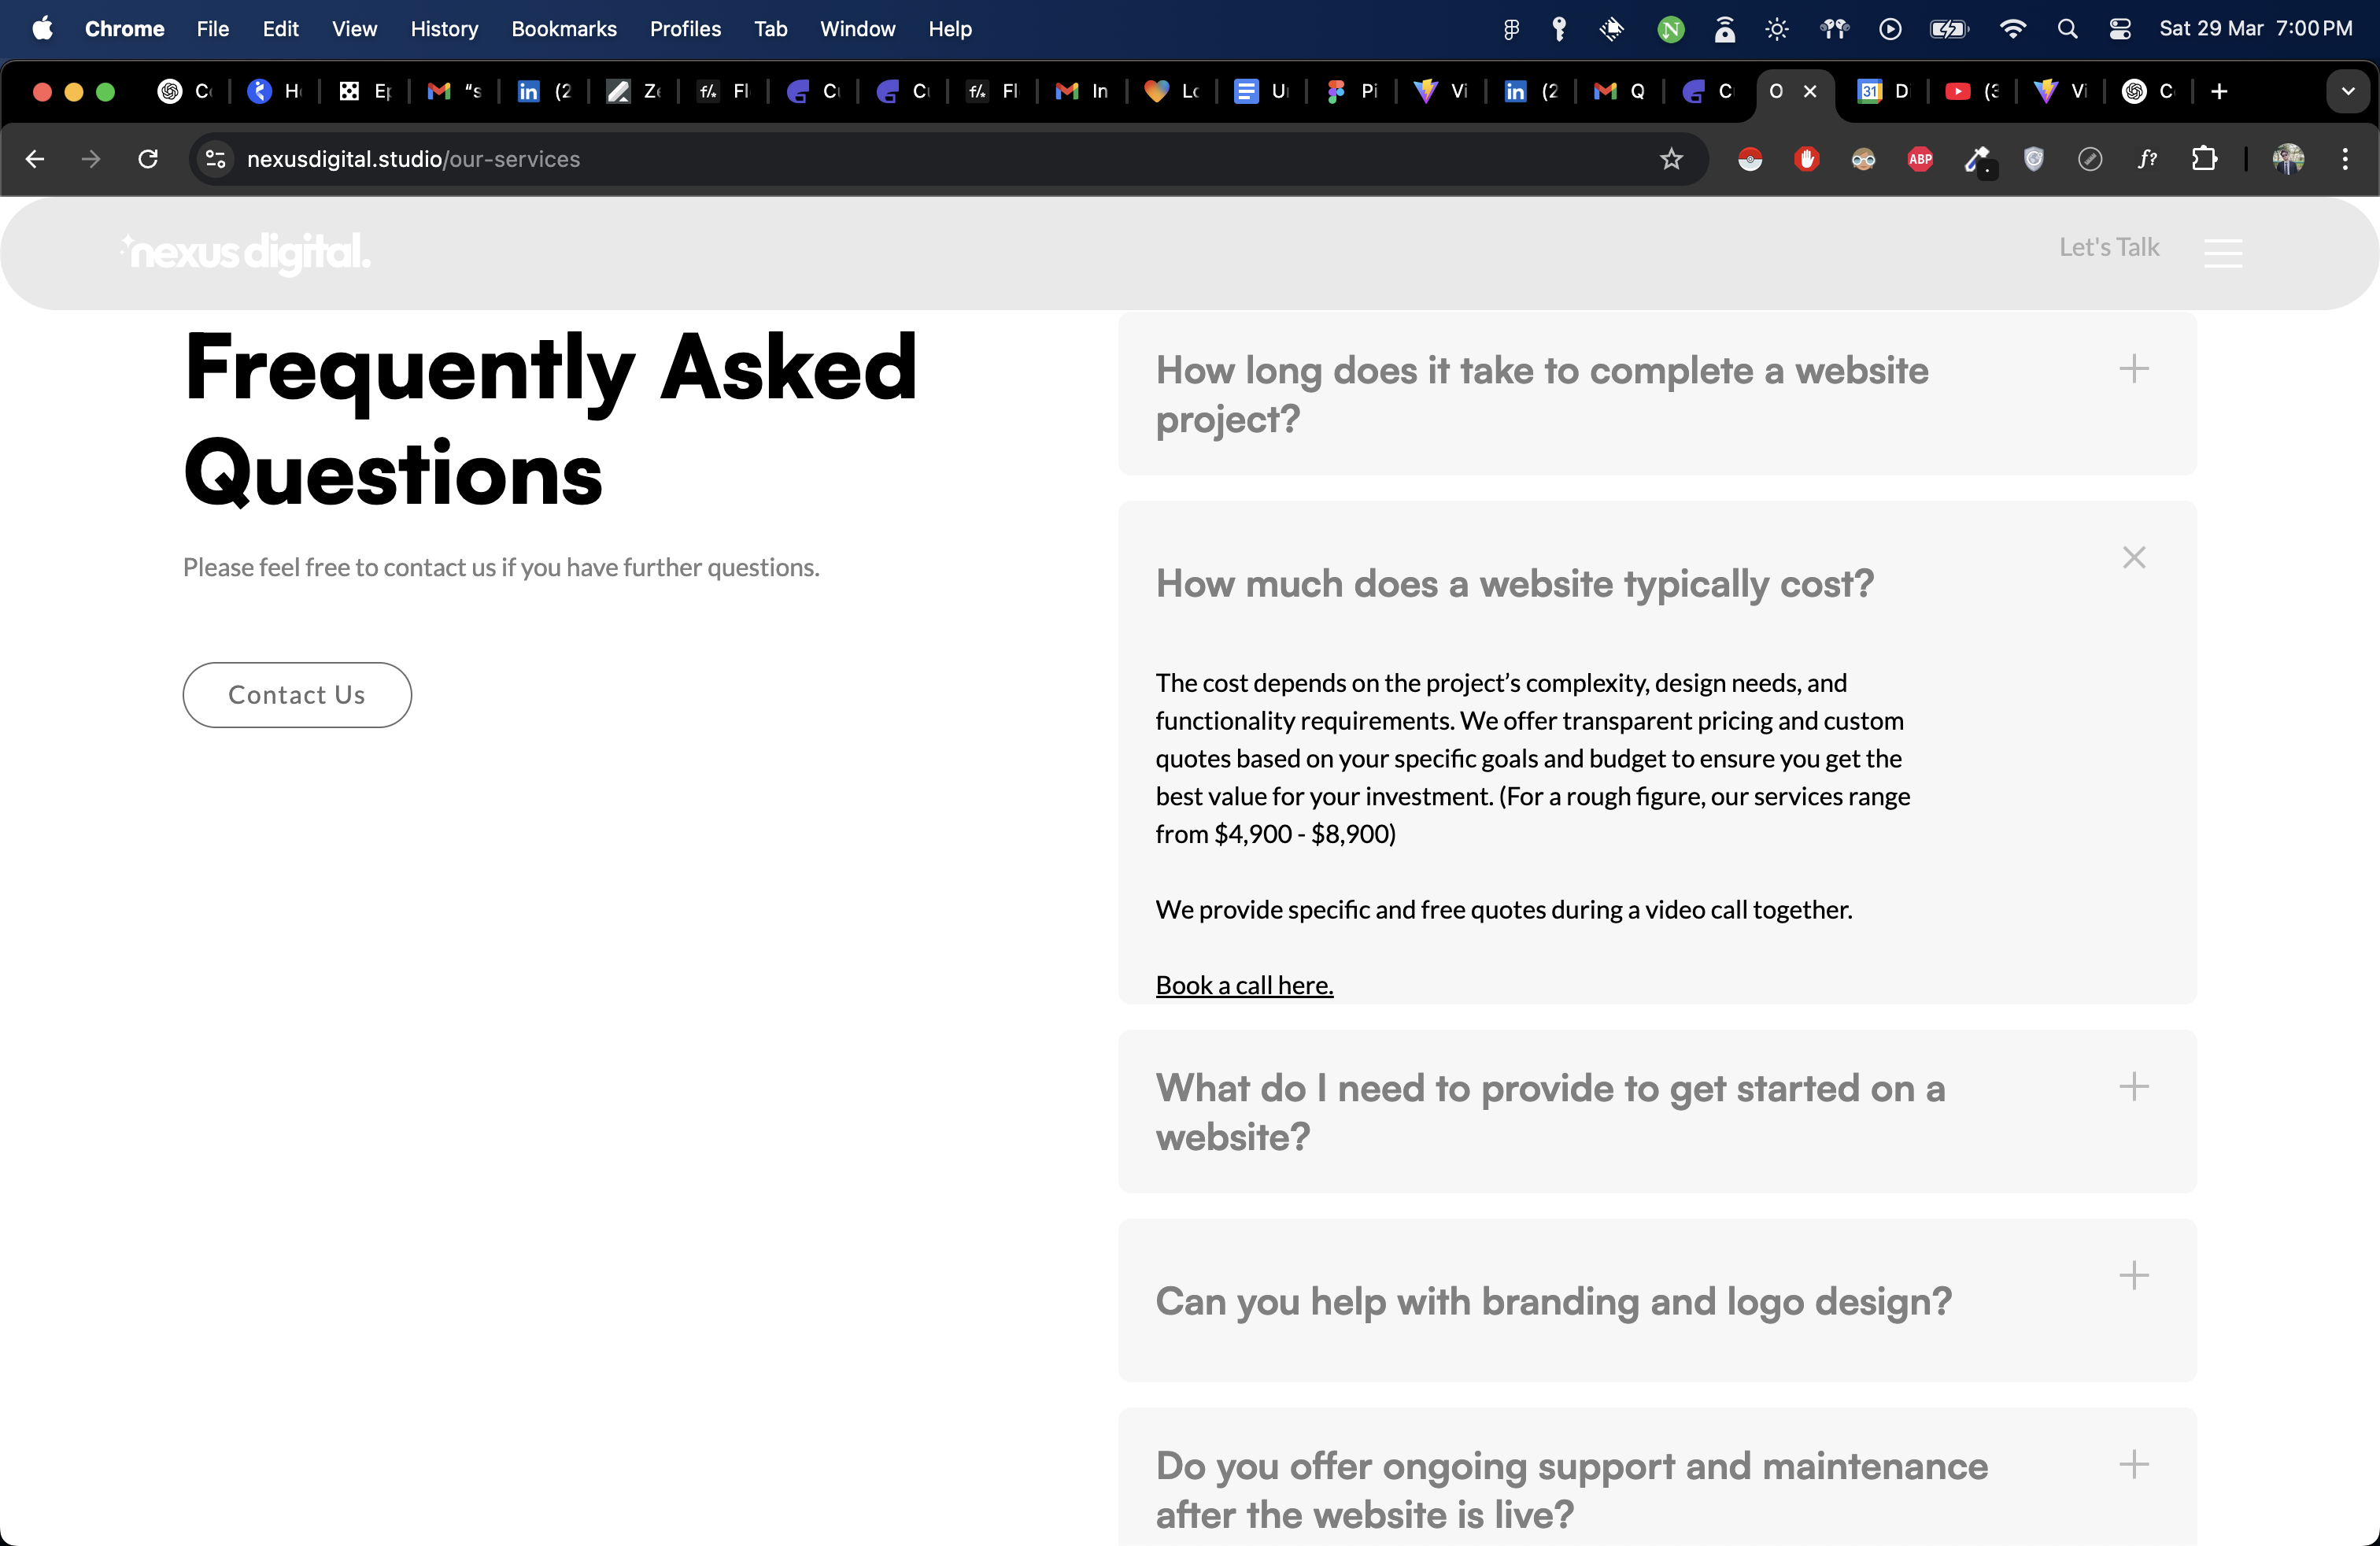 Chrome File Edit View History Bookmarks Profiles Tab Window Help Sat 29 Mar 7:00 PM
(2 In (2 O 31 (3
nexusdigital.studio/our-services ABP f?
nexus digital. Let's Talk
Frequently Asked
Questions
Please feel free to contact us if you have further questions.
Contact Us
How long does it take to complete a website
project?
How much does a website typically cost?
The cost depends on the project’s complexity, design needs, and
functionality requirements. We offer transparent pricing and custom
quotes based on your specific goals and budget to ensure you get the
best value for your investment. (For a rough figure, our services range
from $4,900 - $8,900)
We provide specific and free quotes during a video call together.
Book a call here.
What do I need to provide to get started on a
website?
Can you help with branding and logo design?
Do you offer ongoing support and maintenance
after the website is live?